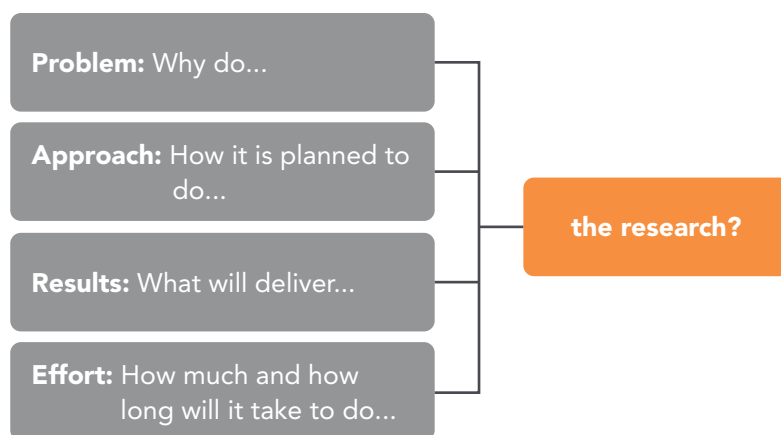 Problem: Why do...
Approach: How it is planned to
do...
Results: What will deliver...
Effort: How much and how
long will it take to do...
the research?